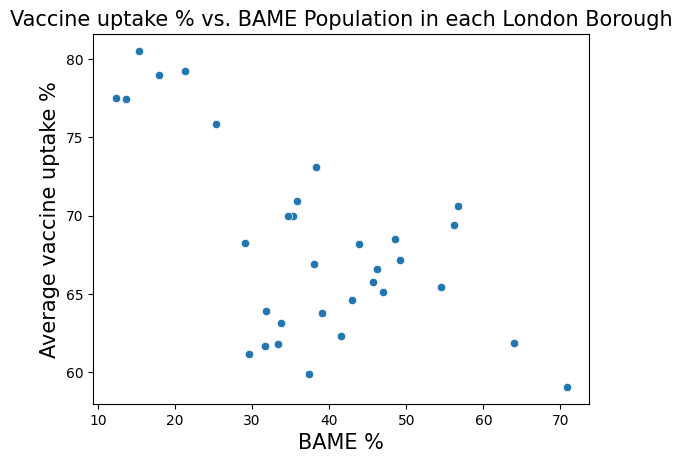 Vaccine uptake % vs. BAME Population in each London Borough
80
75
70
65
60
Average vaccine uptake %
10 20 30 40 50 60 70
BAME %